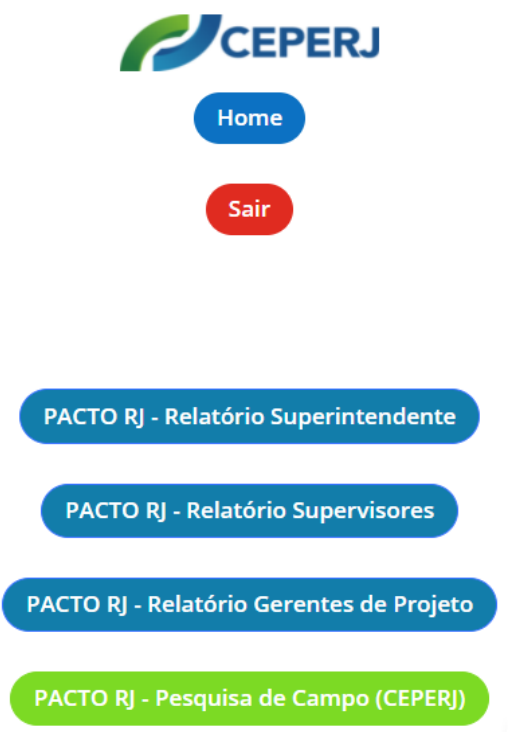 CEPERJ
Home
Sair
PACTO RJ - Relatório Superintendente
PACTO RJ - Relatório Supervisores
PACTO RJ - Relatório Gerentes de Projeto
PACTO RJ - Pesquisa de Campo (CEPERJ)